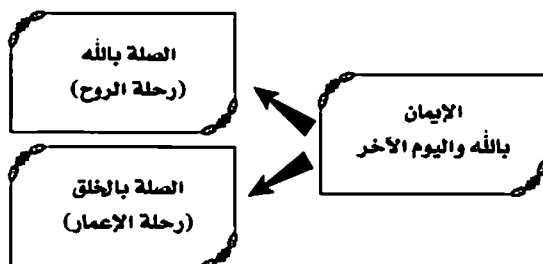 الإيمان
بالله واليوم الآخر
الصلة بالله
(رحلة الروح)
الصلة بالخلق
(رحلة الإعمار)